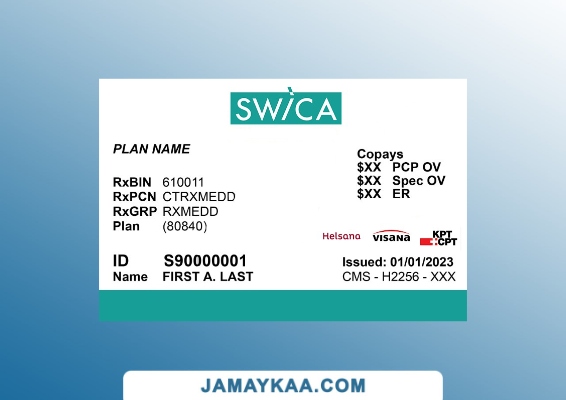 SWiCA
PLAN NAME
Copays
$XX PCP OV
$XX Spec OV
$XX ER
RxBIN 610011
RxPCN CTRXMEDD
RxGRP RXMEDD
Plan (80840)
Helsana VISANA KPT:CPT
ID S90000001
Name FIRST A. LAST
Issued: 01/01/2023
CMS - H2256 - XXX
JAMAYKAA.COM